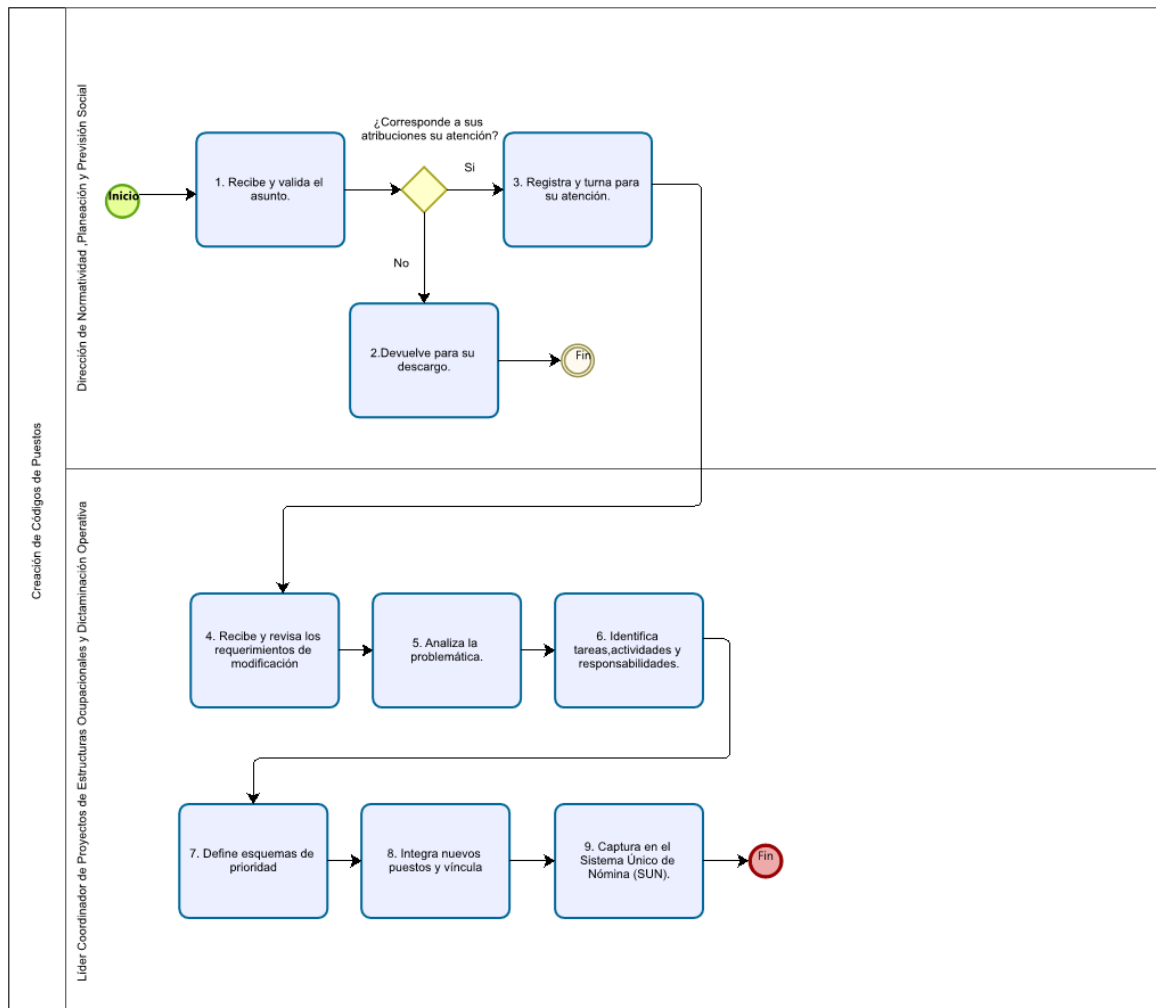 Creación de Códigos de Puestos
Dirección de Normatividad ,Planeación y Previsión Social
Inicio
1. Recibe y valida el
asunto.
¿Corresponde a sus
atribuciones su atención?
Si
No
3. Registra y turna para
su atención.
2.Devuelve para su
descargo.
Fin
Líder Coordinador de Proyectos de Estructuras Ocupacionales y Dictaminación Operativa
4. Recibe y revisa los
requerimientos de
modificación
5. Analiza la
problemática.
6. Identifica
tareas,actividades y
responsabilidades.
7. Define esquemas de
prioridad
8. Integra nuevos
puestos y víncula
9. Captura en el
Sistema Único de
Nómina (SUN).
Fin